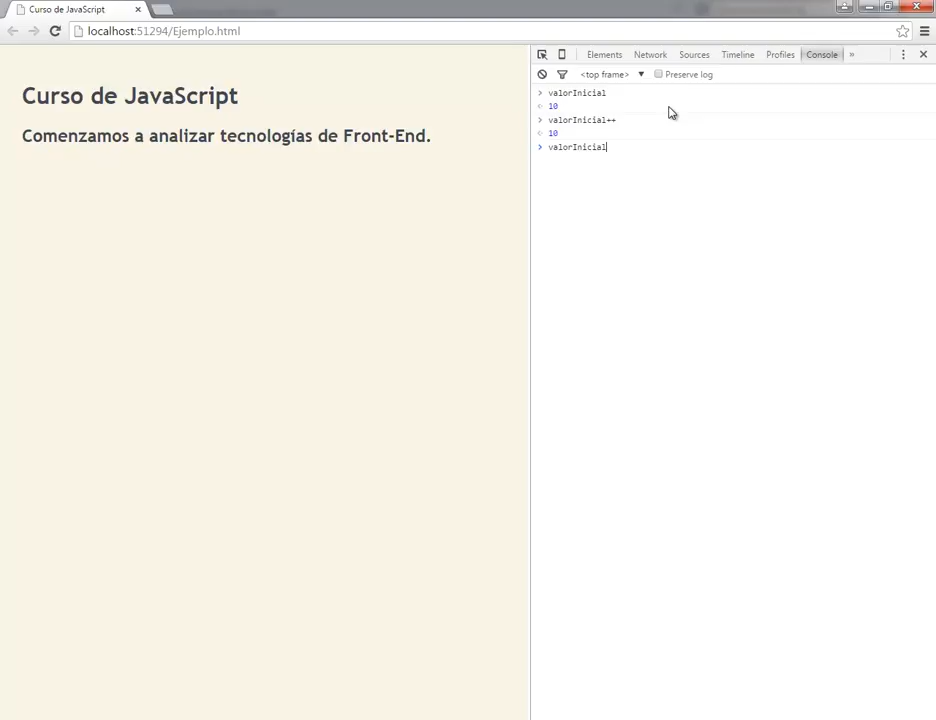 Curso de JavaScript
localhost:51294/Ejemplo.html
Curso de JavaScript
Comenzamos a analizar tecnologías de Front-End.
Elements Network Sources Timeline Profiles Console »
<top frame> ▼ Preserve log
> valorInicial
< 10
> valorInicial++
< 10
> valorInicial